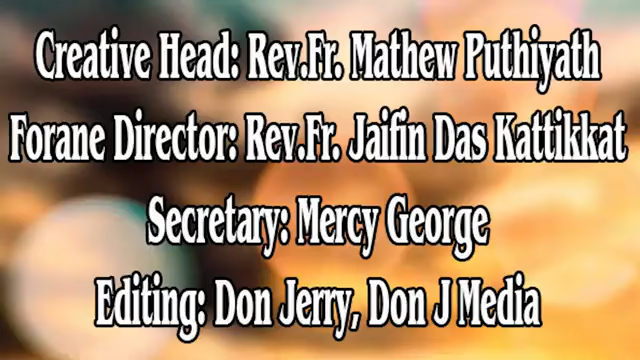 Creative Head: Rev.Fr. Mathew Puthiyath
Forane Director: Rev.Fr. Jaifin Das Kattikkat
Secretary: Mercy George
Editing: Don Jerry, Don J Media